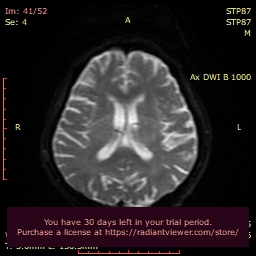 Im: 41/52
STP87
Se: 4
STP87
M
A
Ax DWI B 1000
R
L
You have 30 days left in your trial period.
Purchase a license at https://radiantviewer.com/store/